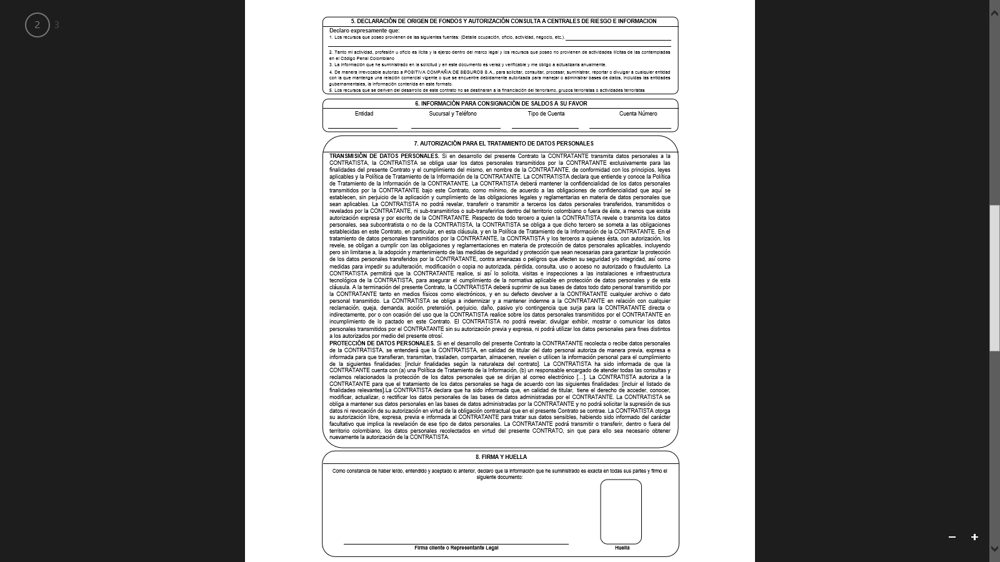 2 3
5. DECLARACIÓN DE ORIGEN DE FONDOS Y AUTORIZACIÓN CONSULTA A CENTRALES DE RIESGO E INFORMACION
Declaro expresamente que:
1. Los recursos que poseo provienen de las siguientes fuentes: (Detalle ocupación, oficio, actividad, negocio, etc.).
2. Tanto mi actividad, profesión u oficio es lícita y la ejerzo dentro del marco legal y los recursos que poseo no provienen de actividades ilícitas de las contempladas
en el Código Penal Colombiano
3. La información que he suministrado en la solicitud y en este documento es veraz y verificable y me obligo a actualizarla anualmente.
4. De manera irrevocable autorizo a POSITIVA COMPAÑIA DE SEGUROS S.A., para solicitar, consultar, procesar, suministrar, reportar o divulgar a cualquier entidad
con la que mantenga una relación comercial vigente o que se encuentre debidamente autorizada para manejar o administrar bases de datos, incluidas las entidades
gubernamentales, la información contenida en este formato.
5. Los recursos que se deriven del desarrollo de este contrato no se destinaran a la financiación del terrorismo, grupos terroristas o actividades terroristas
6. INFORMACIÓN PARA CONSIGNACIÓN DE SALDOS A SU FAVOR
Entidad Sucursal y Teléfono Tipo de Cuenta Cuenta Número
7. AUTORIZACIÓN PARA EL TRATAMIENTO DE DATOS PERSONALES
TRANSMISIÓN DE DATOS PERSONALES. Si en desarrollo del presente Contrato la CONTRATANTE transmita datos personales a la
CONTRATISTA, la CONTRATISTA se obliga usar los datos personales transmitidos por la CONTRATANTE exclusivamente para las
finalidades del presente Contrato y el cumplimiento del mismo, en nombre de la CONTRATANTE, de conformidad con los principios, leyes
aplicables y la Política de Tratamiento de la Información de la CONTRATANTE. La CONTRATISTA declara que entiende y conoce la Política
de Tratamiento de la Información de la CONTRATANTE. La CONTRATISTA deberá mantener la confidencialidad de los datos personales
transmitidos por la CONTRATANTE bajo este Contrato, como mínimo, de acuerdo a las obligaciones de confidencialidad que aquí se
establecen, sin perjuicio de la aplicación y cumplimiento de las obligaciones legales y reglamentarias en materia de datos personales que
sean aplicables. La CONTRATISTA no podrá revelar, transferir o transmitir a terceros los datos personales transferidos, transmitidos o
revelados por la CONTRATANTE, ni sub-transmitirlos o sub-transferirlos dentro del territorio colombiano o fuera de éste, a menos que exista
autorización expresa y por escrito de la CONTRATANTE. Respecto de todo tercero a quien la CONTRATISTA revele o transmita los datos
personales, sea subcontratista o no de la CONTRATISTA, la CONTRATISTA se obliga a que dicho tercero se someta a las obligaciones
establecidas en este Contrato, en particular, en esta cláusula, y en la Política de Tratamiento de la Información de la CONTRATANTE. En el
tratamiento de datos personales transmitidos por la CONTRATANTE, la CONTRATISTA y los terceros a quienes ésta, con autorización, los
revele, se obligan a cumplir con las obligaciones y reglamentaciones en materia de protección de datos personales aplicables, incluyendo
pero sin limitarse a, la adopción y mantenimiento de las medidas de seguridad y protección que sean necesarias para garantizar la protección
de los datos personales transferidos por la CONTRATANTE, contra amenazas o peligros que afecten su seguridad y/o integridad, así como
medidas para impedir su adulteración, modificación o copia no autorizada, pérdida, consulta, uso o acceso no autorizado o fraudulento. La
CONTRATISTA permitirá que la CONTRATANTE realice, si así lo solicita, visitas e inspecciones a las instalaciones e infraestructura
tecnológica de la CONTRATISTA, para asegurar el cumplimiento de la normativa aplicable en protección de datos personales y de esta
cláusula. A la terminación del presente Contrato, la CONTRATISTA deberá suprimir de sus bases de datos todo dato personal transmitido por
la CONTRATANTE tanto en medios físicos como electrónicos, y en su defecto devolver a la CONTRATANTE cualquier archivo o dato
personal transmitido. La CONTRATISTA se obliga a indemnizar y a mantener indemne a la CONTRATANTE en relación con cualquier
reclamación, queja, demanda, acción, pretensión, perjuicio, daño, pasivo y/o contingencia que surja para la CONTRATANTE directa o
indirectamente, por o con ocasión del uso que la CONTRATISTA realice sobre los datos personales transmitidos por el CONTRATANTE en
incumplimiento de lo pactado en este Contrato. El CONTRATISTA no podrá revelar, divulgar exhibir, mostrar o comunicar los datos
personales transmitidos por el CONTRATANTE sin su autorización previa y expresa, ni podrá utilizar los datos personales para fines distintos
a los autorizados por medio del presente otrosí.
PROTECCIÓN DE DATOS PERSONALES. Si en el desarrollo del presente Contrato la CONTRATANTE recolecta o recibe datos personales
de la CONTRATISTA, se entenderá que la CONTRATISTA, en calidad de titular del dato personal autoriza de manera previa, expresa e
informada para que transfieran, transmitan, trasladen, compartan, almacenen, revelen o utilicen la información personal para el cumplimiento
de la siguientes finalidades: [incluir finalidades según la naturaleza del contrato]. La CONTRATISTA ha sido informada de que la
CONTRATANTE cuenta con (a) una Política de Tratamiento de la Información, (b) un responsable encargado de atender todas las consultas y
reclamos relacionados la protección de los datos personales que se dirijan al correo electrónico [...]. La CONTRATISTA autoriza a la
CONTRATANTE para que el tratamiento de los datos personales se haga de acuerdo con las siguientes finalidades: [incluir el listado de
finalidades relevantes].La CONTRATISTA declara que ha sido informada que, en calidad de titular, tiene el derecho de acceder, conocer,
modificar, actualizar, o rectificar los datos personales de las bases de datos administradas por el CONTRATANTE. La CONTRATISTA se
obliga a mantener sus datos personales en las bases de datos administradas por la CONTRATANTE y no podrá solicitar la supresión de sus
datos ni revocación de su autorización en virtud de la obligación contractual que en el presente Contrato se contrae. La CONTRATISTA otorga
su autorización libre, expresa, previa e informada al CONTRATANTE para tratar sus datos sensibles, habiendo sido informado del carácter
facultativo que implica la revelación de ese tipo de datos personales. La CONTRATANTE podrá transmitir o transferir, dentro o fuera del
territorio colombiano, los datos personales recolectados en virtud del presente CONTRATO, sin que para ello sea necesario obtener
nuevamente la autorización de la CONTRATISTA.
8. FIRMA Y HUELLA
Como constancia de haber leído, entendido y aceptado lo anterior, declaro que la información que he suministrado es exacta en todas sus partes y firmo el
siguiente documento:
Firma cliente o Representante Legal Huella